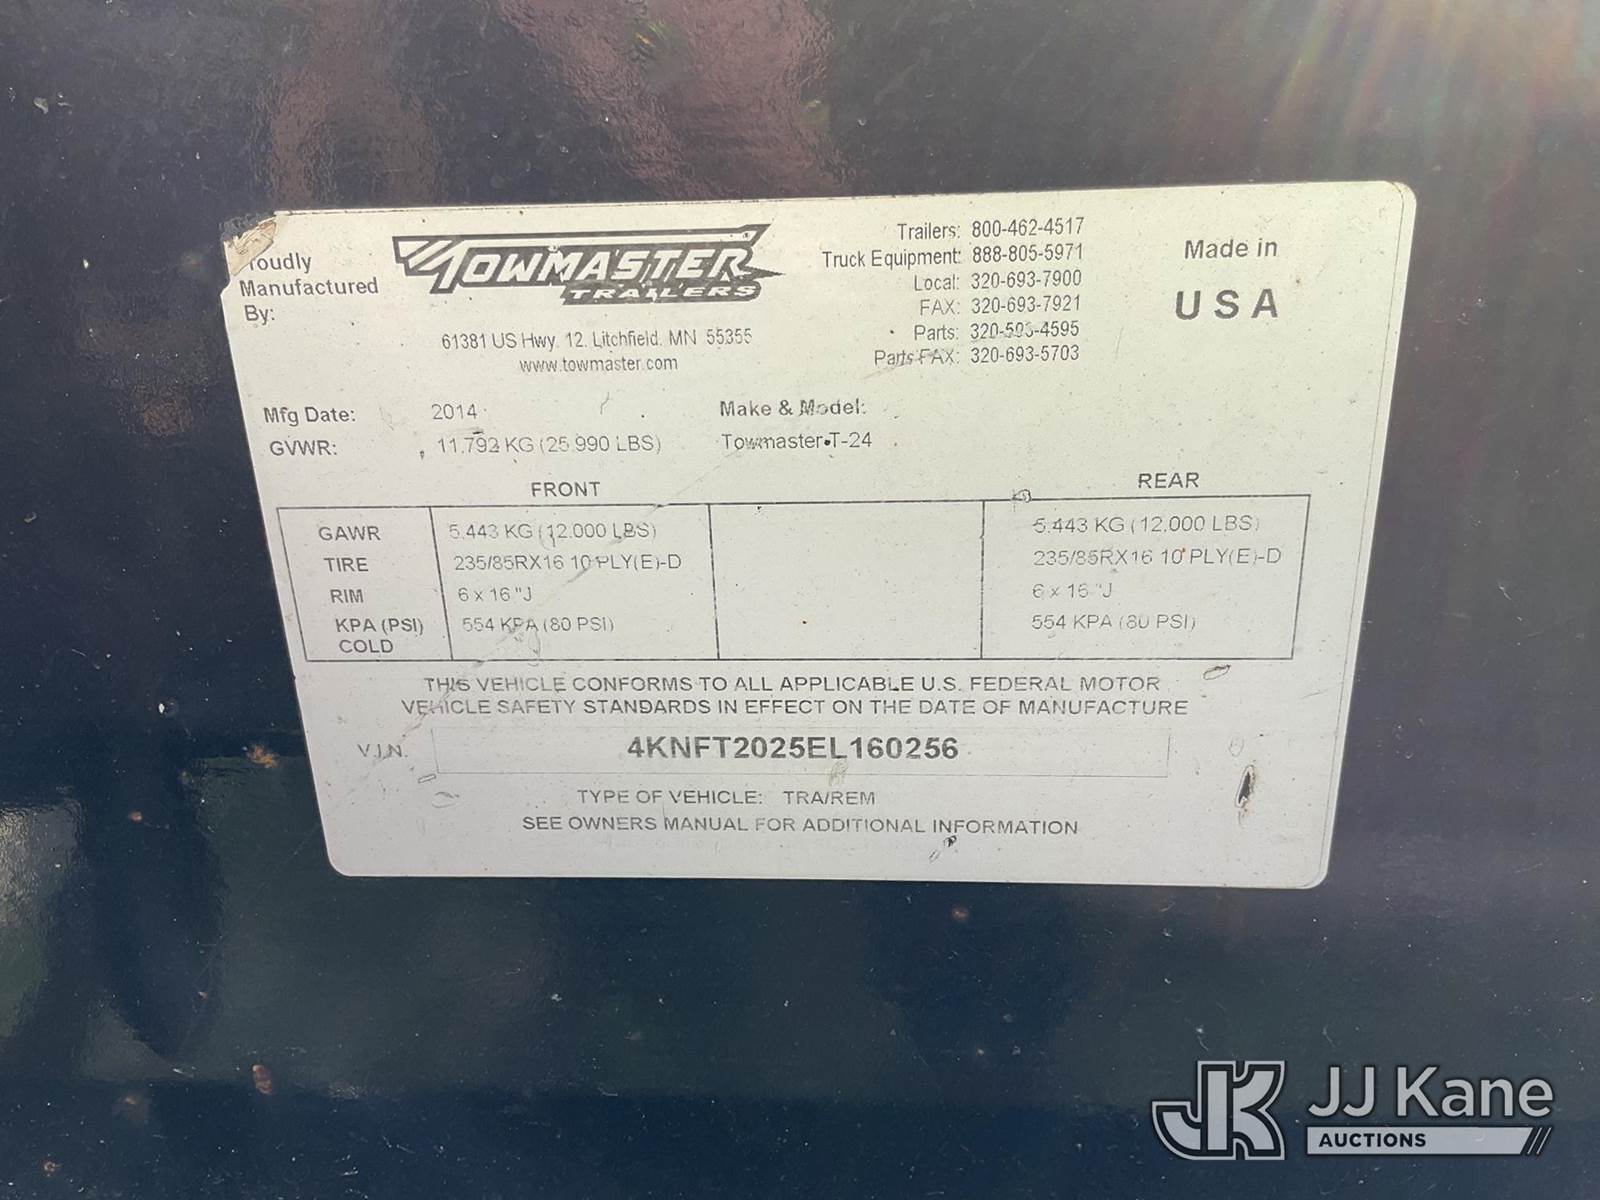 roudly
Manufactured
By:
TOWMASTER
TRAILERS
61381 US Hwy. 12. Litchfield. MN 55355
www.towmaster.com
Trailers: 800-462-4517
Truck Equipment: 888-805-5971
Local: 320-693-7900
FAX: 320-693-7921
Parts: 320-593-4595
Parts FAX: 320-693-5703
Made in
USA
Mfg Date: 2014
GVWR: 11.792 KG (25.990 LBS)
Make & Model:
Towmaster T-24
FRONT REAR
GAWR 5.443 KG (12.000 LBS) 5.443 KG (12.000 LBS)
TIRE 235/85RX16 10 PLY(E)-D 235/85RX16 10 PLY(E)-D
RIM 6 x 16 "J 6 x 16 "J
KPA (PSI) 554 KPA (80 PSI) 554 KPA (80 PSI)
COLD
THIS VEHICLE CONFORMS TO ALL APPLICABLE U.S. FEDERAL MOTOR
VEHICLE SAFETY STANDARDS IN EFFECT ON THE DATE OF MANUFACTURE
V.I.N. 4KNFT2025EL160256
TYPE OF VEHICLE: TRA/REM
SEE OWNERS MANUAL FOR ADDITIONAL INFORMATION
JK JJ Kane
AUCTIONS